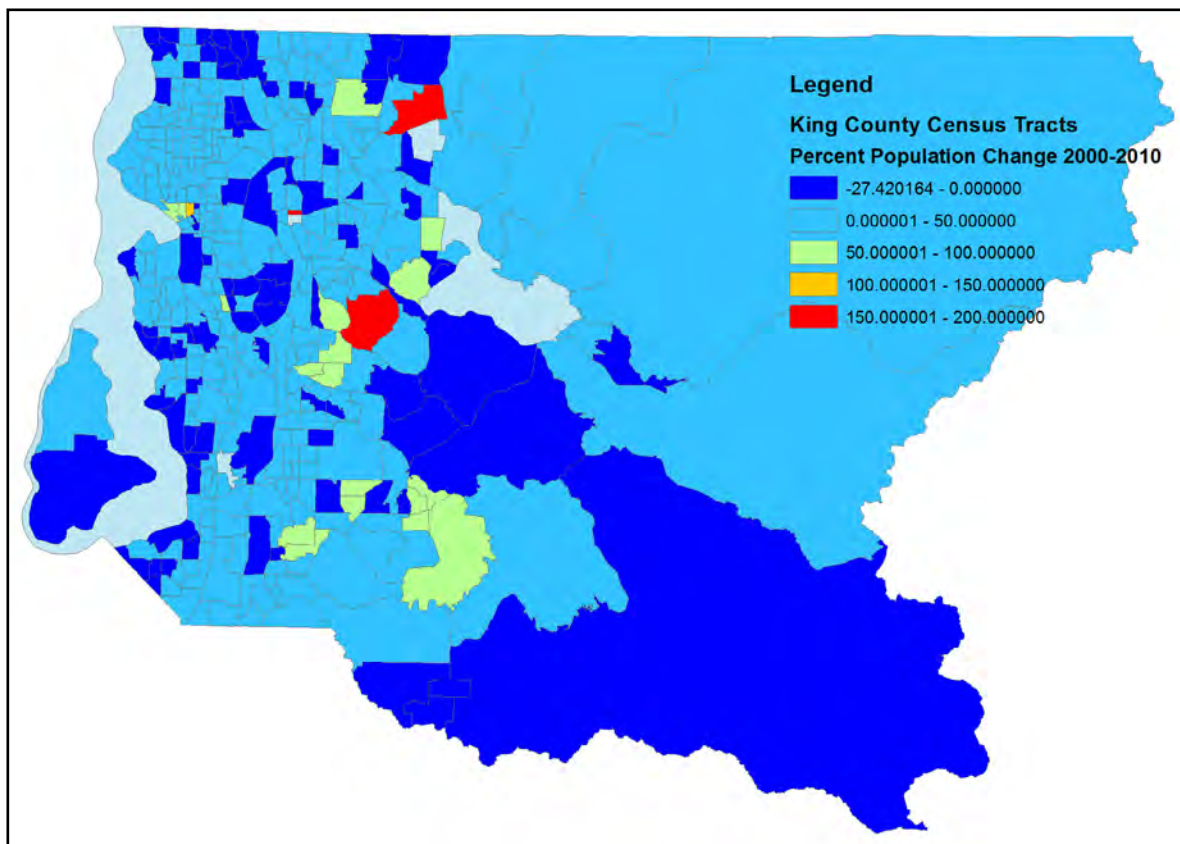 Legend
King County Census Tracts
Percent Population Change 2000-2010
-27.420164 - 0.000000
0.000001 - 50.000000
50.000001 - 100.000000
100.000001 - 150.000000
150.000001 - 200.000000